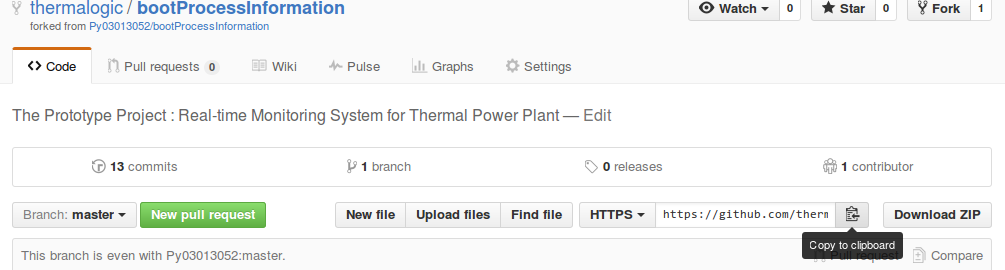 thermalogic / bootProcessInformation Watch 0 Star 0 Fork 1
forked from Py03013052/bootProcessInformation
Code Pull requests 0 Wiki Pulse Graphs Settings
The Prototype Project : Real-time Monitoring System for Thermal Power Plant — Edit
13 commits 1 branch 0 releases 1 contributor
Branch: master New pull request New file Upload files Find file HTTPS https://github.com/therm Download ZIP
Copy to clipboard
This branch is even with Py03013052:master. Pull request Compare